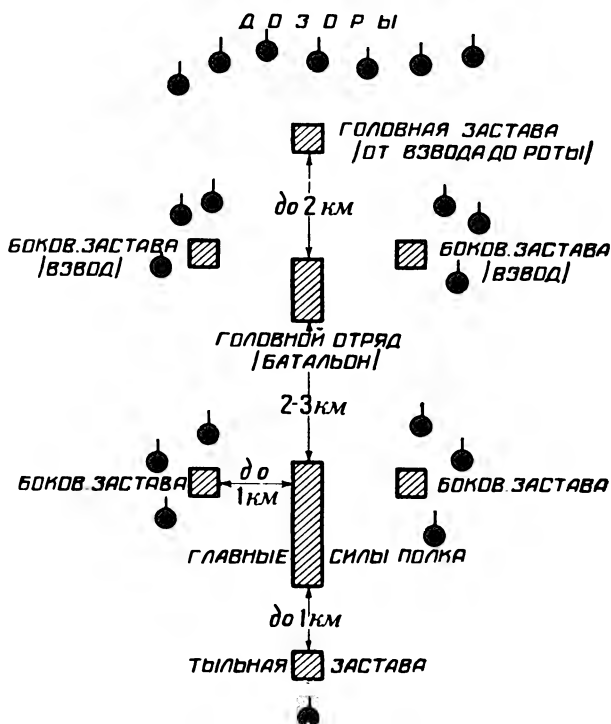 ДОЗОРЫ
ГОЛОВНАЯ ЗАСТАВА
/ОТ ВЗВОДА ДО РОТЫ/
до 2 км
БОКОВ. ЗАСТАВА
/ВЗВОД/
БОКОВ. ЗАСТАВА
/ВЗВОД/
ГОЛОВНОЙ ОТРЯД
/БАТАЛЬОН/
2-3 км
БОКОВ. ЗАСТАВА
до
1 км
БОКОВ. ЗАСТАВА
ГЛАВНЫЕ СИЛЫ ПОЛКА
до 1 км
ТЫЛЬНАЯ ЗАСТАВА